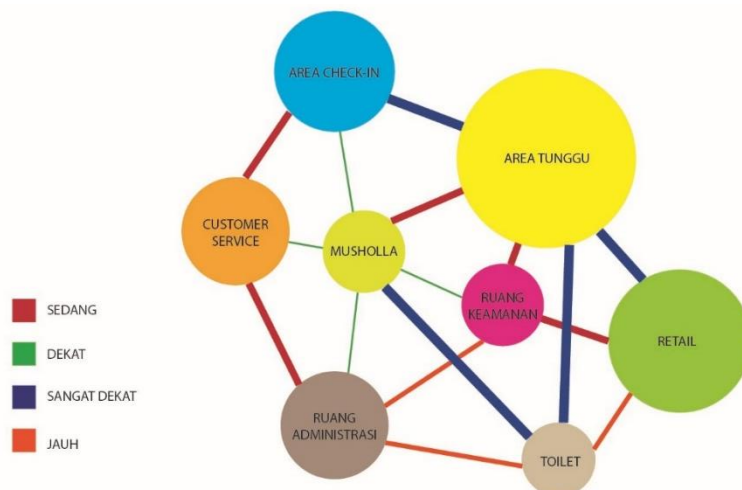 AREA CHECK-IN
AREA TUNGGU
CUSTOMER
SERVICE
MUSHOLLA
RUANG
KEAMANAN
RETAIL
RUANG
ADMINISTRASI
TOILET
SEDANG
DEKAT
SANGAT DEKAT
JAUH